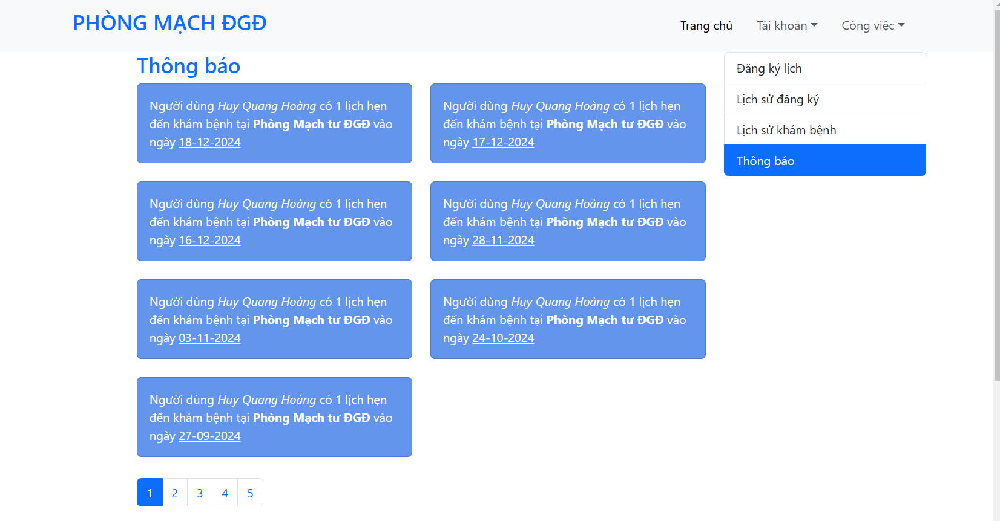 PHÒNG MẠCH ĐGĐ
Trang chủ
Tài khoản
Công việc
Thông báo
Người dùng Huy Quang Hoàng có 1 lịch hẹn
đến khám bệnh tại Phòng Mạch tư ĐGĐ vào
ngày 18-12-2024
Người dùng Huy Quang Hoàng có 1 lịch hẹn
đến khám bệnh tại Phòng Mạch tư ĐGĐ vào
ngày 17-12-2024
Người dùng Huy Quang Hoàng có 1 lịch hẹn
đến khám bệnh tại Phòng Mạch tư ĐGĐ vào
ngày 16-12-2024
Người dùng Huy Quang Hoàng có 1 lịch hẹn
đến khám bệnh tại Phòng Mạch tư ĐGĐ vào
ngày 28-11-2024
Người dùng Huy Quang Hoàng có 1 lịch hẹn
đến khám bệnh tại Phòng Mạch tư ĐGĐ vào
ngày 03-11-2024
Người dùng Huy Quang Hoàng có 1 lịch hẹn
đến khám bệnh tại Phòng Mạch tư ĐGĐ vào
ngày 24-10-2024
Người dùng Huy Quang Hoàng có 1 lịch hẹn
đến khám bệnh tại Phòng Mạch tư ĐGĐ vào
ngày 27-09-2024
1 2 3 4 5
Đăng ký lịch
Lịch sử đăng ký
Lịch sử khám bệnh
Thông báo